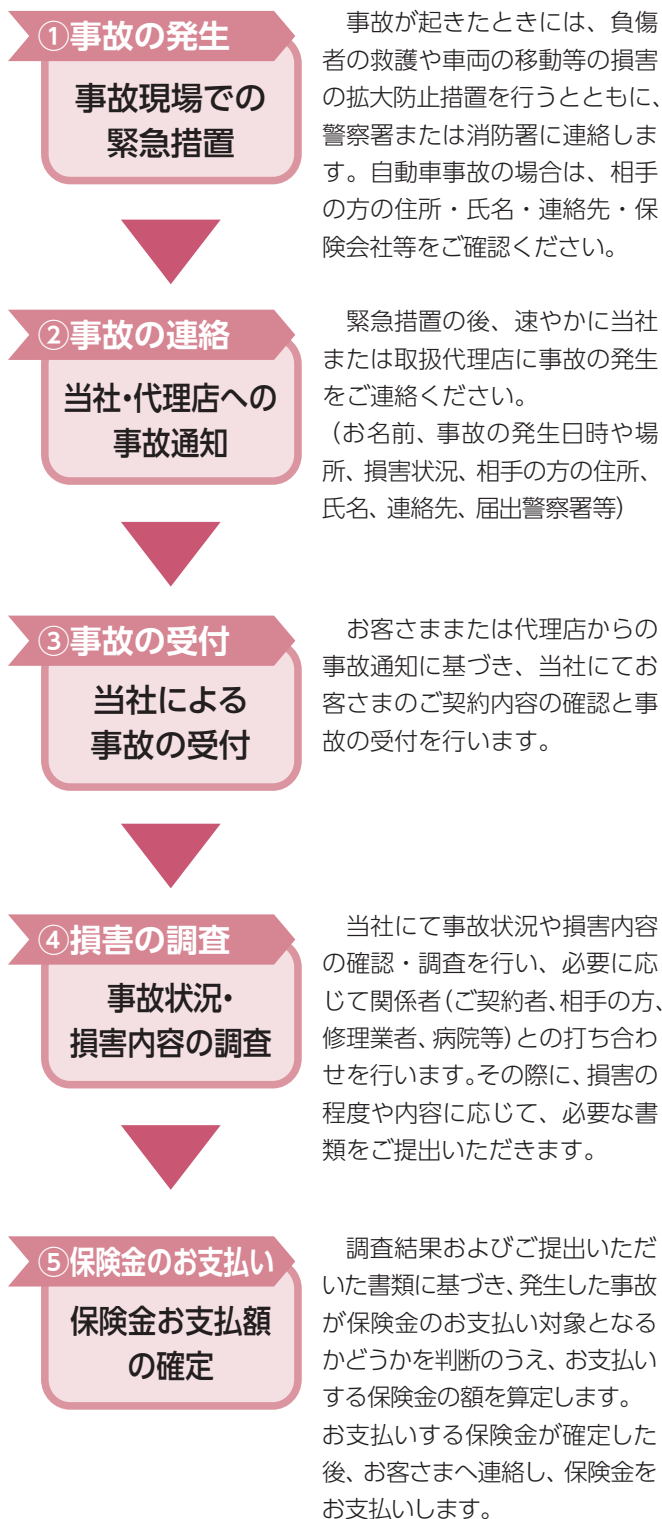 ①事故の発生
事故現場での
緊急措置
　事故が起きたときには、負傷
者の救護や車両の移動等の損害
の拡大防止措置を行うとともに、
警察署または消防署に連絡しま
す。自動車事故の場合は、相手
の方の住所・氏名・連絡先・保
険会社等をご確認ください。
②事故の連絡
当社・代理店への
事故通知
　緊急措置の後、速やかに当社
または取扱代理店に事故の発生
をご連絡ください。
（お名前、事故の発生日時や場
所、損害状況、相手の方の住所、
氏名、連絡先、届出警察署等）
③事故の受付
当社による
事故の受付
　お客さままたは代理店からの
事故通知に基づき、当社にてお
客さまのご契約内容の確認と事
故の受付を行います。
④損害の調査
事故状況・
損害内容の調査
　当社にて事故状況や損害内容
の確認・調査を行い、必要に応
じて関係者（ご契約者、相手の方、
修理業者、病院等）との打ち合わ
せを行います。その際に、損害の
程度や内容に応じて、必要な書
類をご提出いただきます。
⑤保険金のお支払い
保険金お支払額
の確定
　調査結果およびご提出いただ
いた書類に基づき、発生した事故
が保険金のお支払い対象となる
かどうかを判断のうえ、お支払い
する保険金の額を算定します。
お支払いする保険金が確定した
後、お客さまへ連絡し、保険金を
お支払いします。